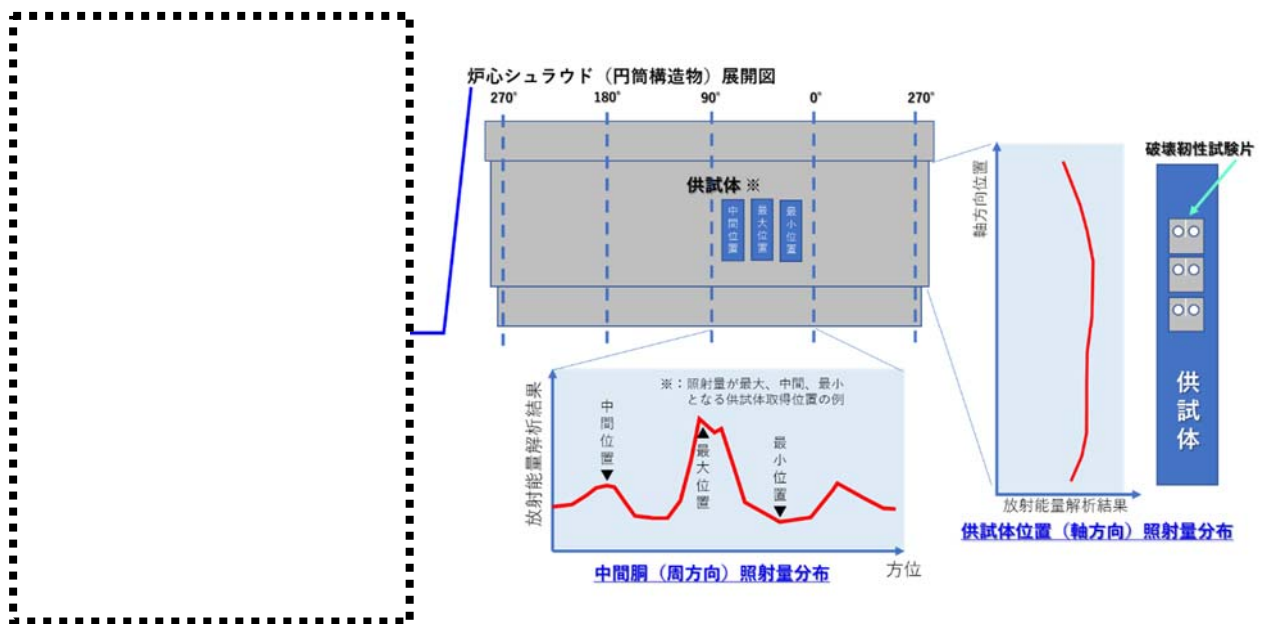 炉心シュラウド（円筒構造物）展開図
270°
180°
90°
0°
270°
供試体 ※
中間位置
最大位置
最小位置
放射能量解析結果
※：照射量が最大、中間、最小
となる供試体取得位置の例
中間位置
▼
▲
最大位置
最小位置
▼
方位
中間胴（周方向）照射量分布
軸方向位置
放射能量解析結果
供試体位置（軸方向）照射量分布
破壊靭性試験片
供試体